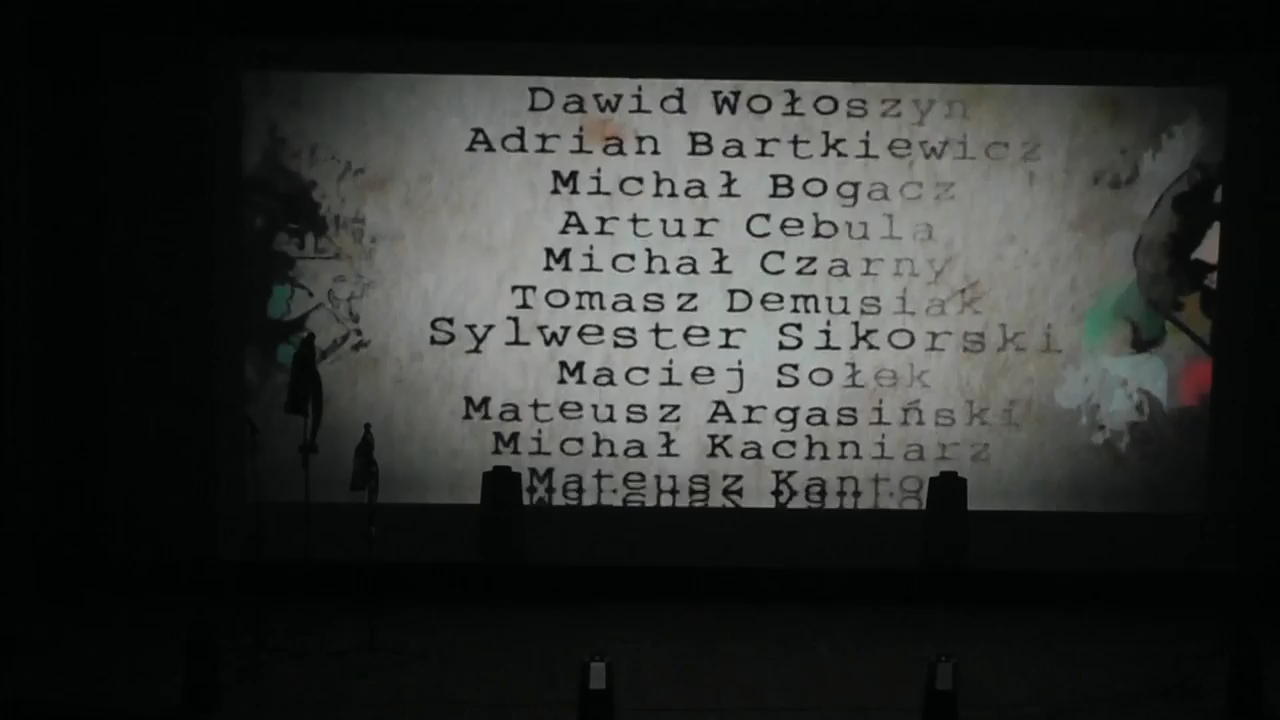 Dawid Wołoszyn
Adrian Bartkiewicz
Michał Bogacz
Artur Cebula
Michał Czarny
Tomasz Demusiak
Sylwester Sikorski
Maciej Sołek
Mateusz Argasiński
Michał Kachniarz
Mateusz